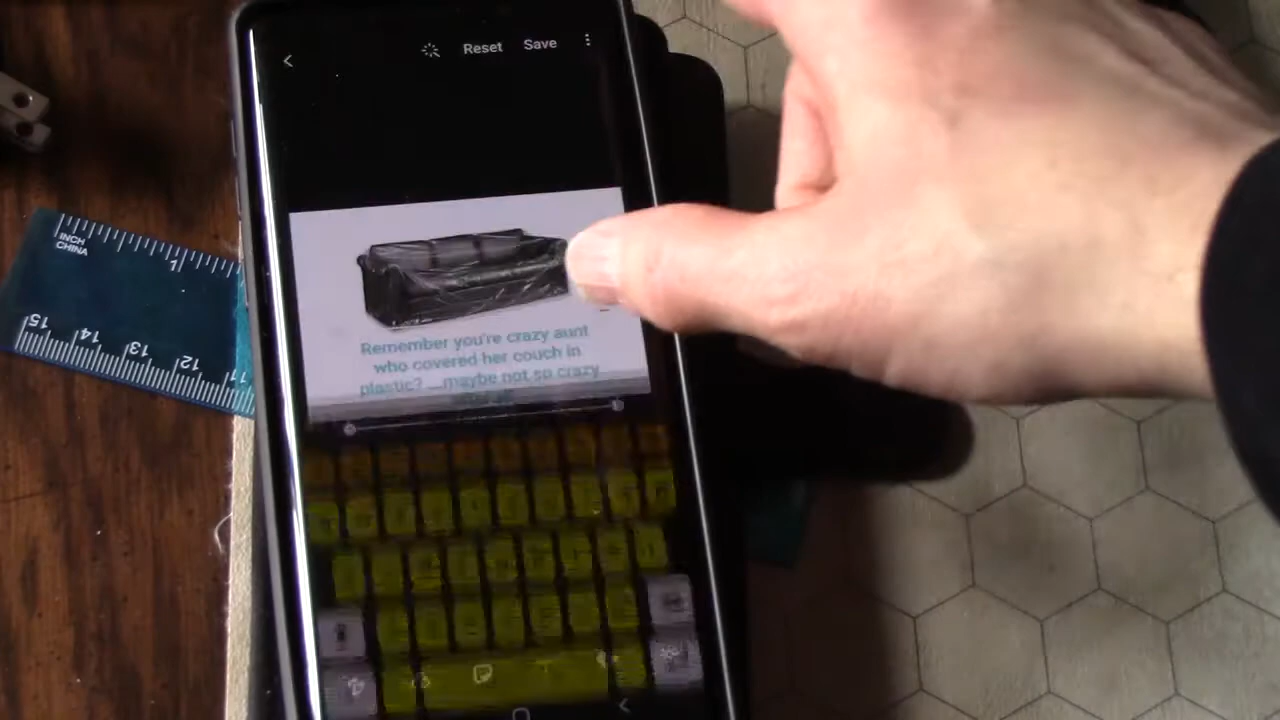 Reset Save
INCH
CHINA
1
15 14 13 12 11
Remember you're crazy aunt
who covered her couch in
plastic? ...maybe not so crazy